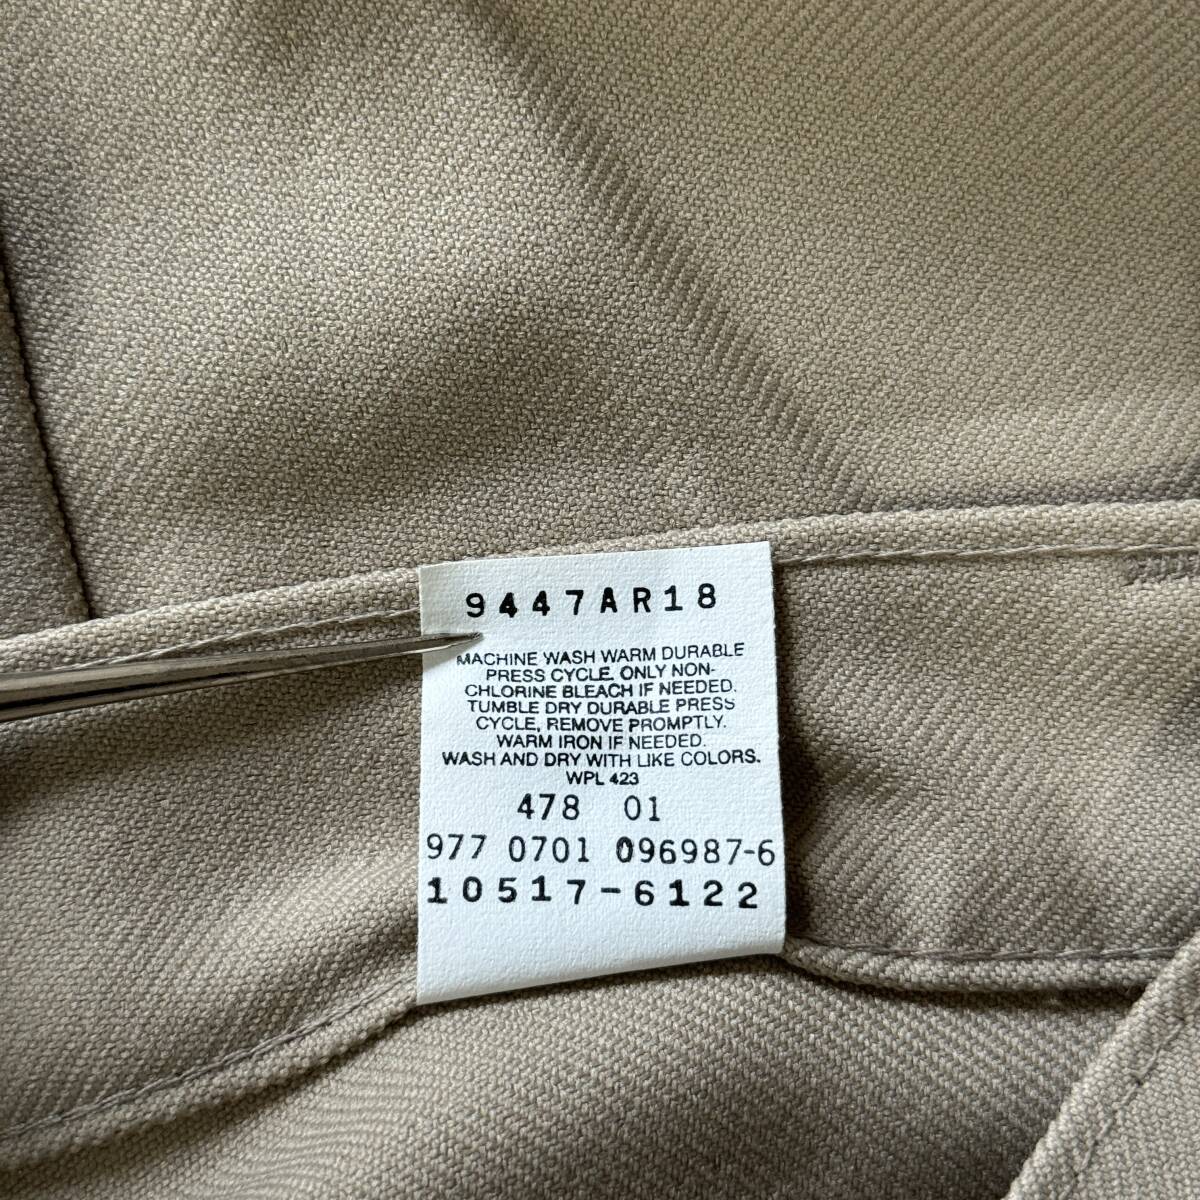 9447AR18
MACHINE WASH WARM DURABLE
PRESS CYCLE. ONLY NON-
CHLORINE BLEACH IF NEEDED.
TUMBLE DRY DURABLE PRESS
CYCLE, REMOVE PROMPTLY.
WARM IRON IF NEEDED.
WASH AND DRY WITH LIKE COLORS.
WPL 423
478 01
977 0701 096987-6
10517-6122